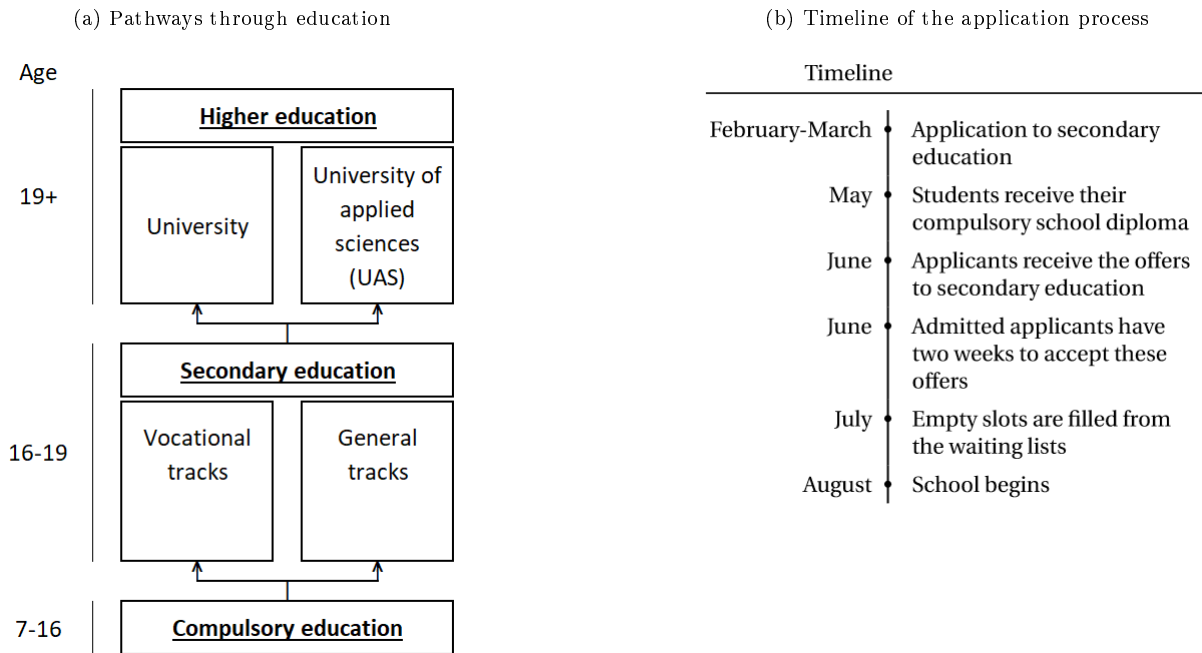 (a) Pathways through education
Age
Higher education
19+
University
University of
applied
sciences
(UAS)
Secondary education
16-19
Vocational
tracks
General
tracks
7-16
Compulsory education
(b) Timeline of the application process
Timeline
February-March
Application to secondary
education
May
Students receive their
compulsory school diploma
June
Applicants receive the offers
to secondary education
June
Admitted applicants have
two weeks to accept these
offers
July
Empty slots are filled from
the waiting lists
August
School begins